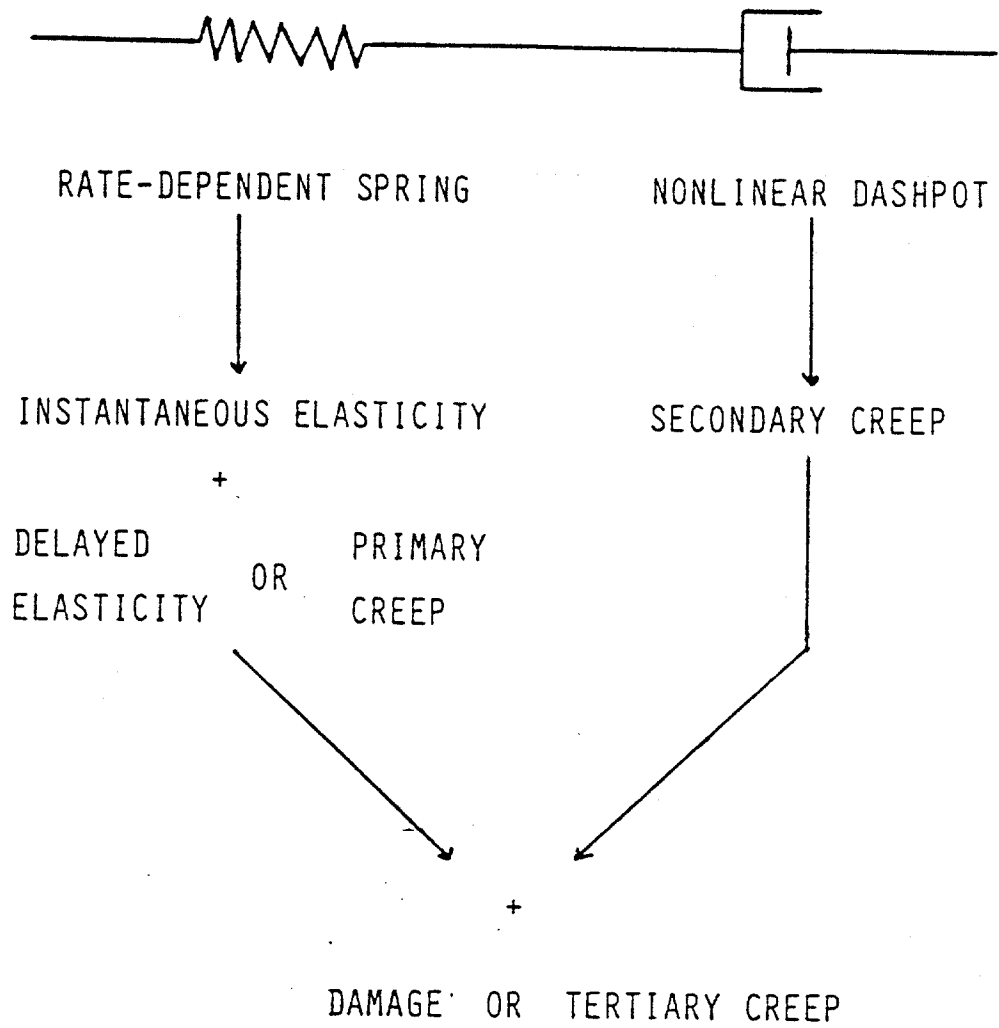 RATE-DEPENDENT SPRING
NONLINEAR DASHPOT
INSTANTANEOUS ELASTICITY
SECONDARY CREEP
+
DELAYED
ELASTICITY
OR
PRIMARY
CREEP
+
DAMAGE OR TERTIARY CREEP